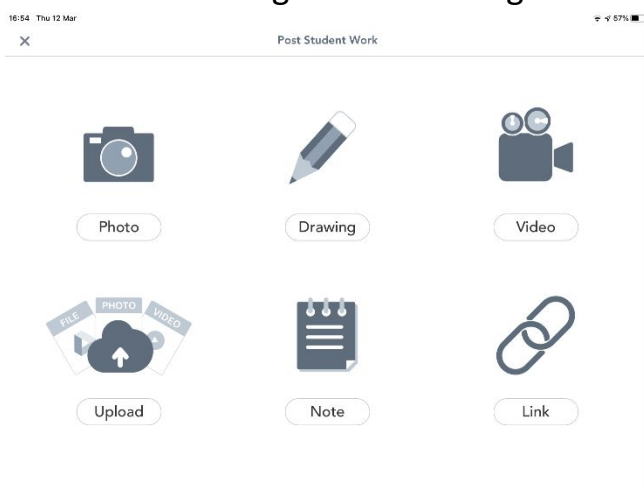 16:54 Thu 12 Mar
57%
Post Student Work
Photo
Drawing
Video
FILE
PHOTO
VIDEO
Upload
Note
Link